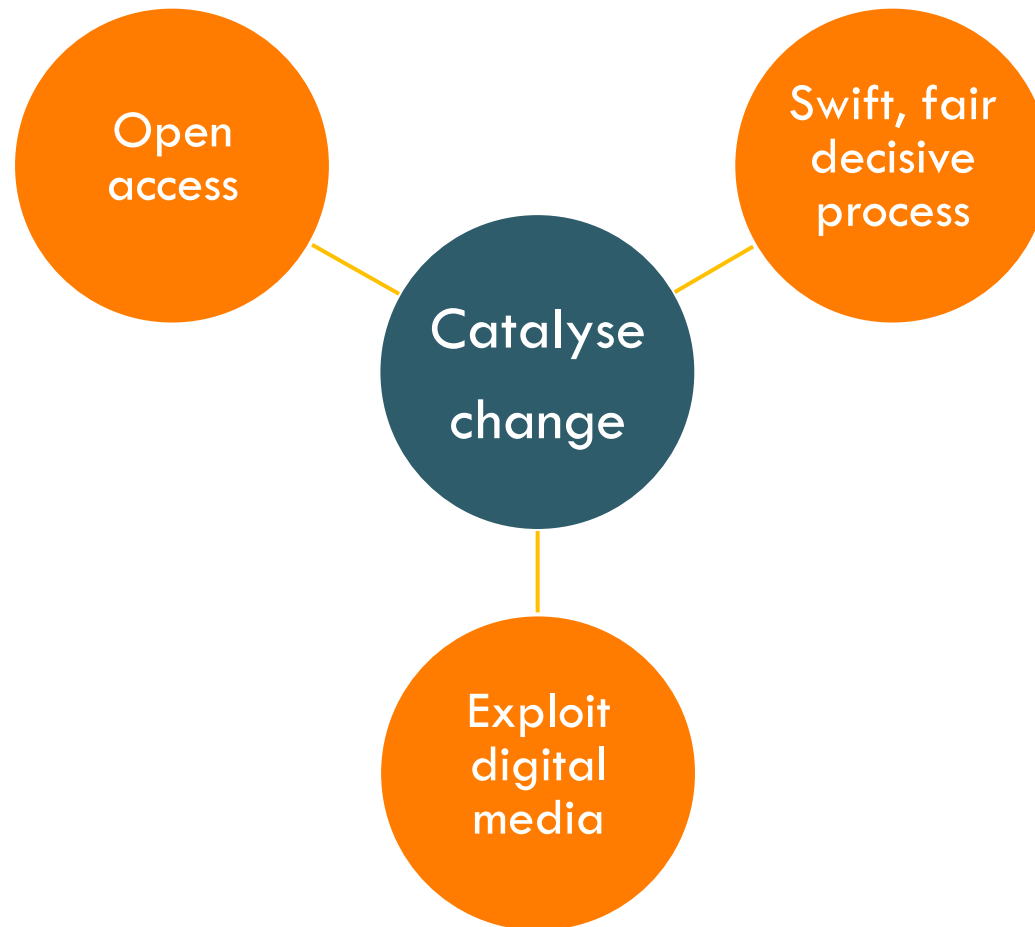 Open
access
Swift, fair
decisive
process
Catalyse
change
Exploit
digital
media